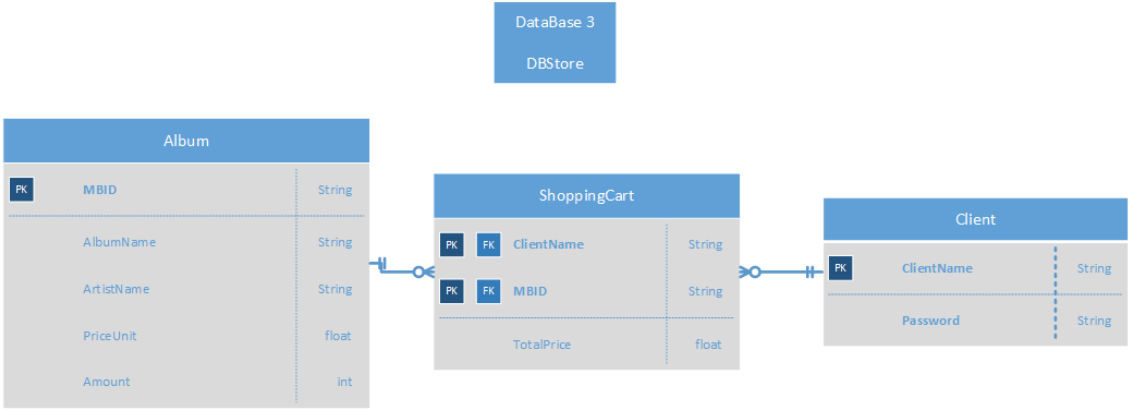 DataBase 3
DBStore
Album
PK MBID String
AlbumName String
ArtistName String
PriceUnit float
Amount int
ShoppingCart
PK FK ClientName String
PK FK MBID String
TotalPrice float
Client
PK ClientName String
Password String